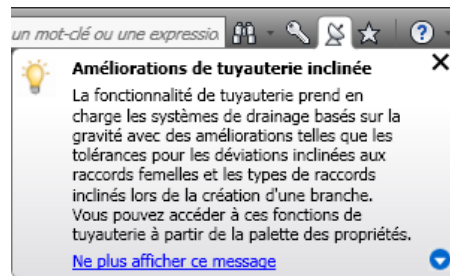 un mot-clé ou une expressio
?
Améliorations de tuyauterie inclinée
La fonctionnalité de tuyauterie prend en
charge les systèmes de drainage basés sur la
gravité avec des améliorations telles que les
tolérances pour les déviations inclinées aux
raccords femelles et les types de raccords
inclinés lors de la création d'une branche.
Vous pouvez accéder à ces fonctions de
tuyauterie à partir de la palette des propriétés.
Ne plus afficher ce message